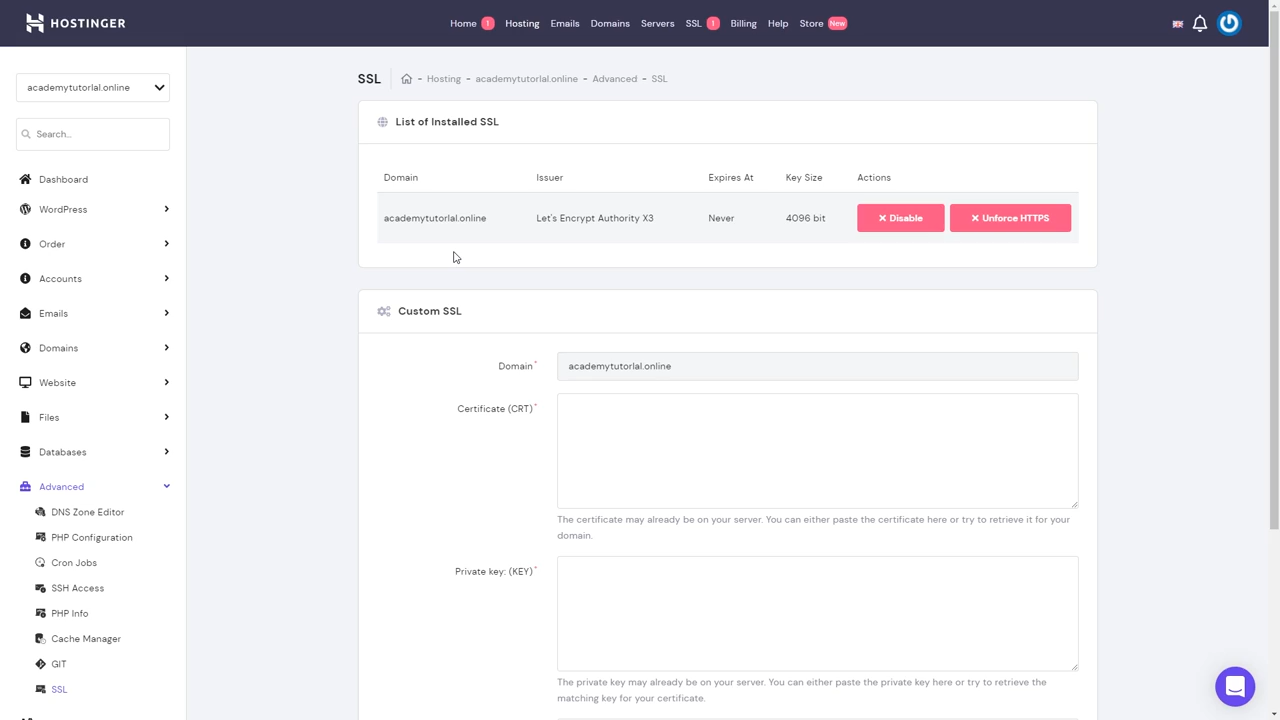 HOSTINGER
Home 1 Hosting Emails Domains Servers SSL ! Billing Help Store New
academytutorlal.online
Search..
Dashboard
WordPress
Order
Accounts
Emails
Domains
Website
Files
Databases
Advanced
DNS Zone Editor
PHP Configuration
Cron Jobs
SSH Access
PHP Info
Cache Manager
GIT
SSL
SSL - Hosting - academytutorlal.online - Advanced - SSL
List of Installed SSL
Domain Issuer Expires At Key Size Actions
academytutorlal.online Let's Encrypt Authority X3 Never 4096 bit Disable Unforce HTTPS
Custom SSL
Domain* academytutorlal.online
Certificate (CRT)*
The certificate may already be on your server. You can either paste the certificate here or try to retrieve it for your
domain.
Private key: (KEY)*
The private key may already be on your server. You can either paste the private key here or try to retrieve the
matching key for your certificate.